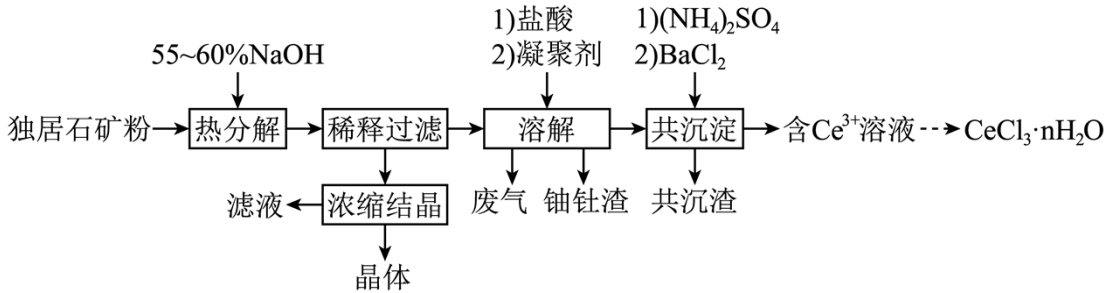 1)盐酸
2)凝聚剂
1)(NH₄)₂SO₄
2)BaCl₂
55~60%NaOH
独居石矿粉
热分解
稀释过滤
溶解
共沉淀
含Ce³⁺溶液
CeCl₃·nH₂O
滤液
浓缩结晶
废气
铀钍渣
共沉渣
晶体